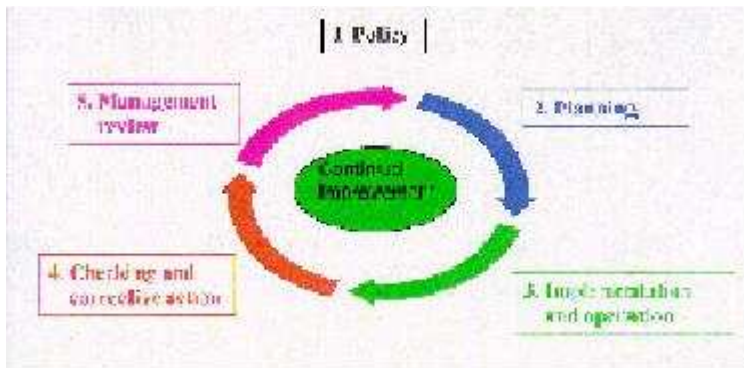 1. Policy
2. Planning
3. Implementation
and operation
4. Checking and
corrective action
5. Management
review
Continual
Improvement